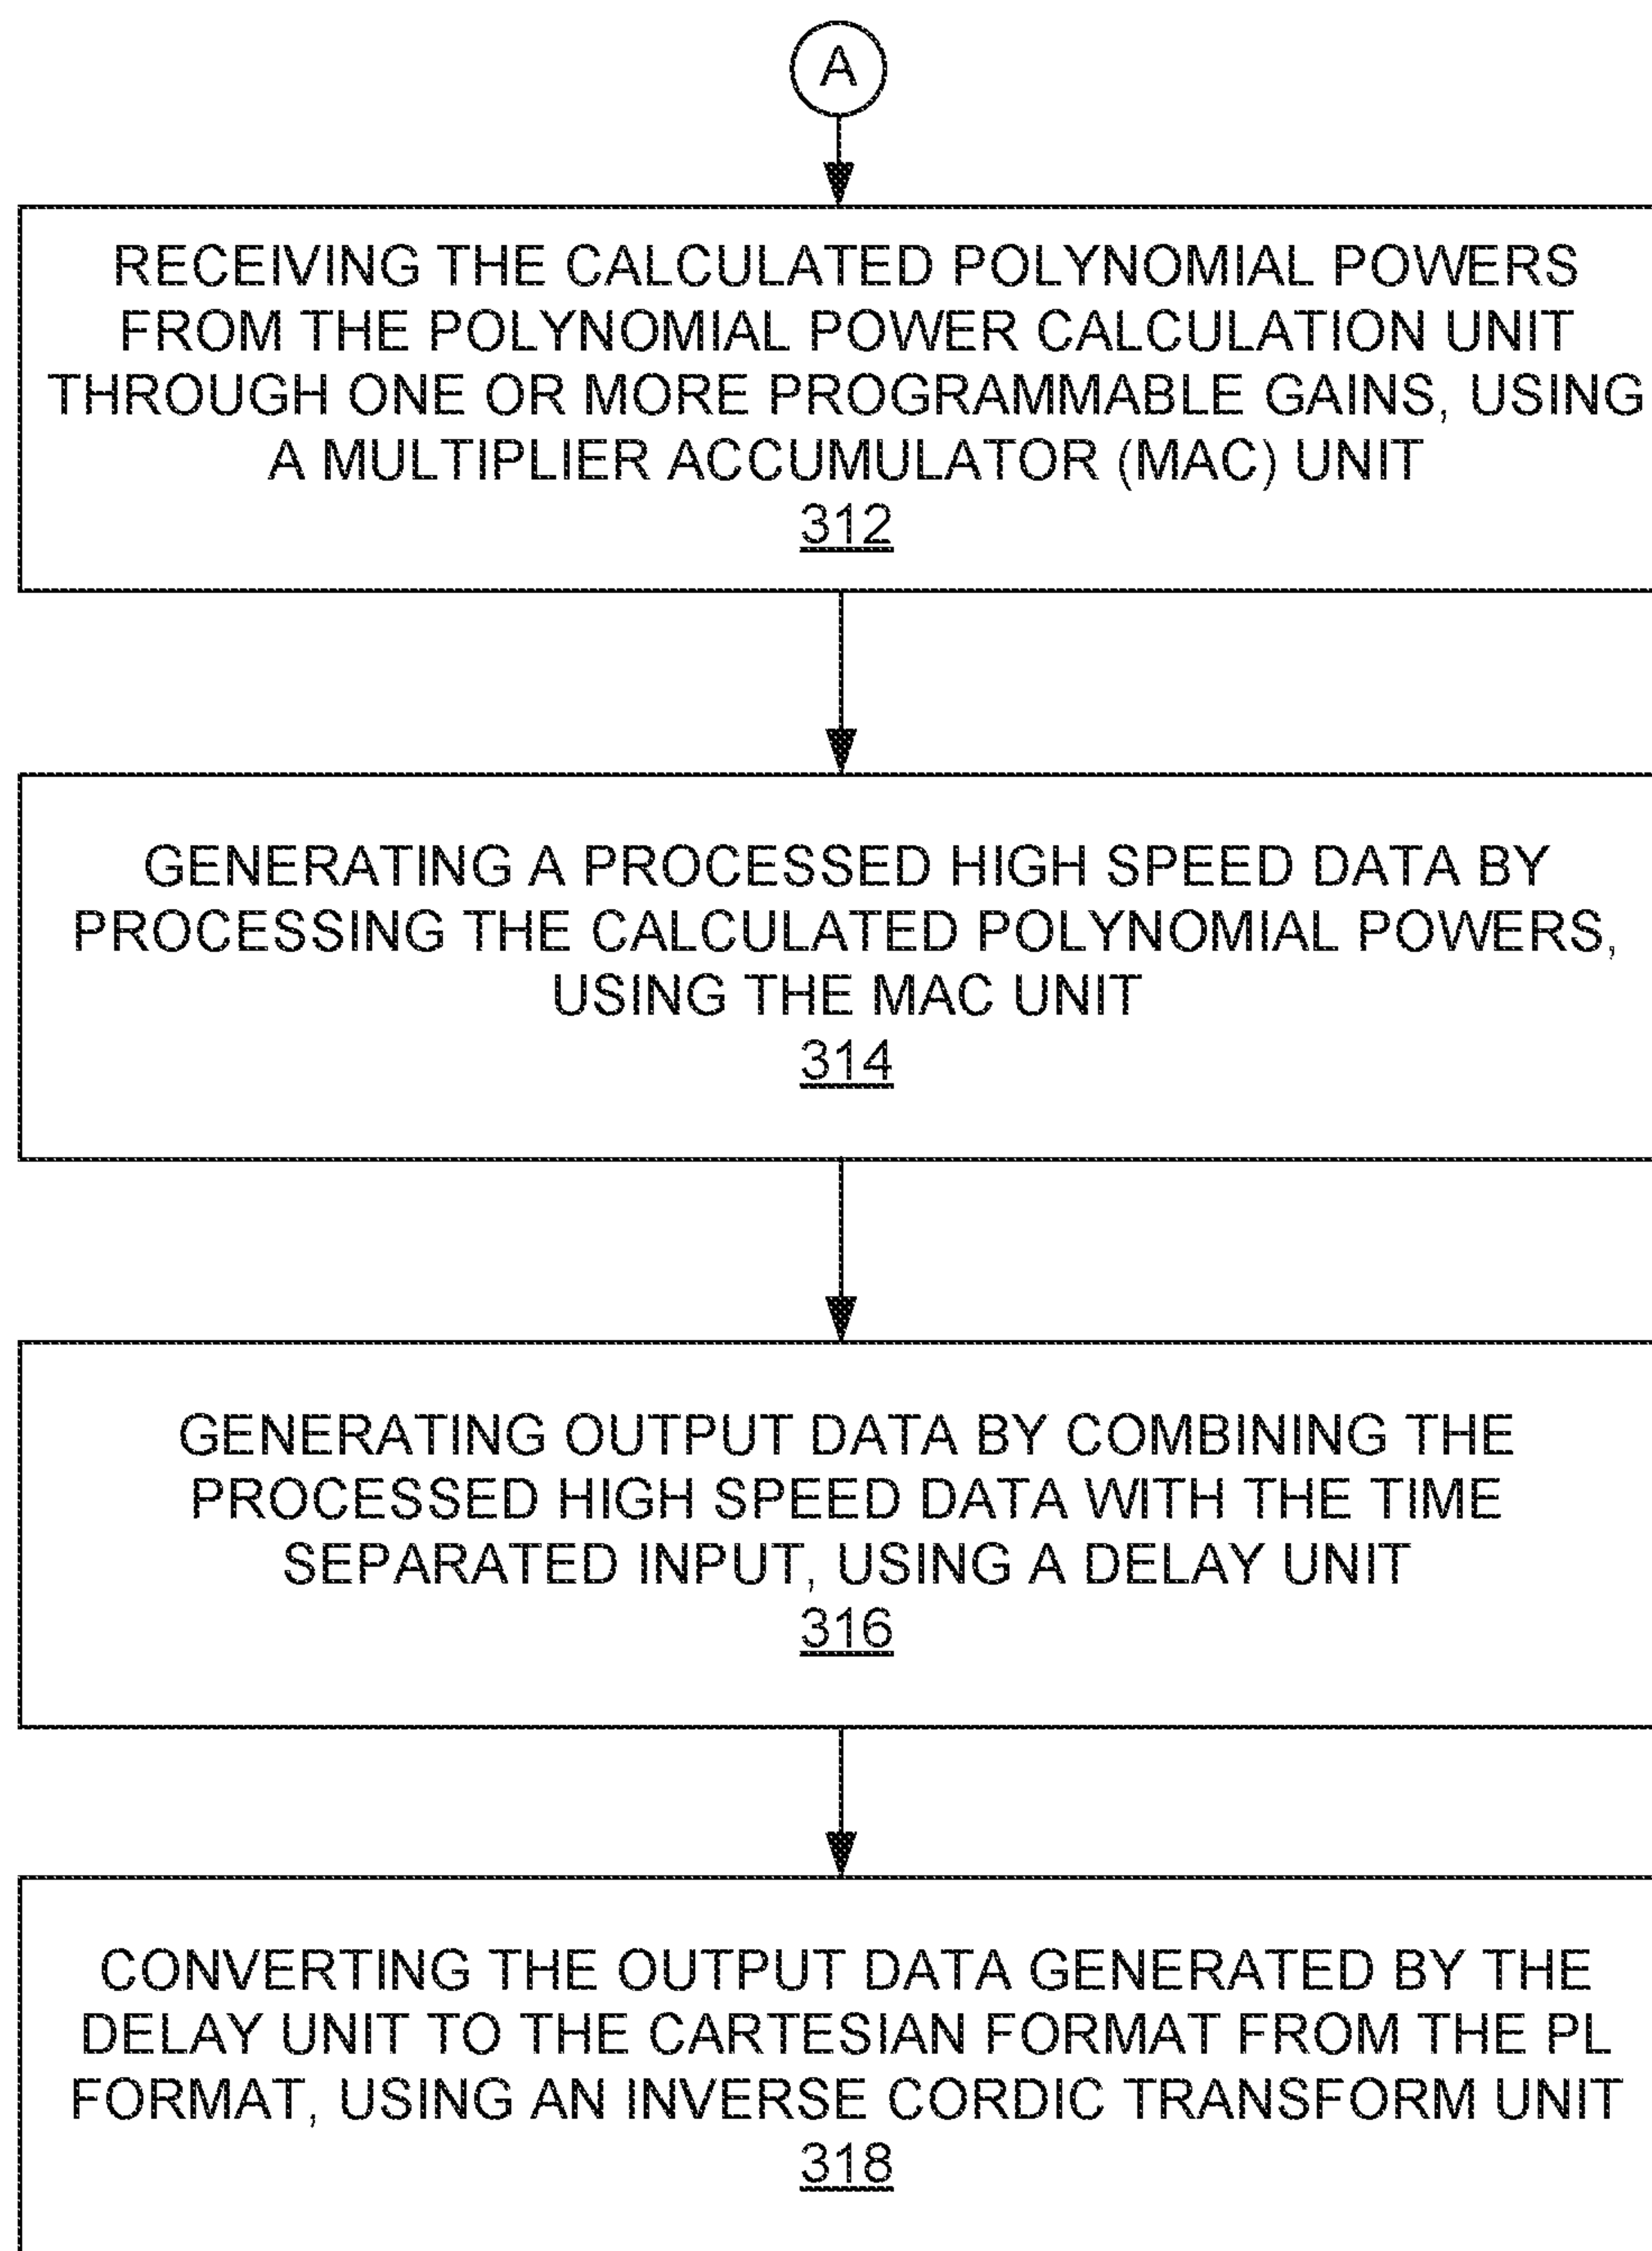 A
RECEIVING THE CALCULATED POLYNOMIAL POWERS
FROM THE POLYNOMIAL POWER CALCULATION UNIT
THROUGH ONE OR MORE PROGRAMMABLE GAINS, USING
A MULTIPLIER ACCUMULATOR (MAC) UNIT
312
GENERATING A PROCESSED HIGH SPEED DATA BY
PROCESSING THE CALCULATED POLYNOMIAL POWERS,
USING THE MAC UNIT
314
GENERATING OUTPUT DATA BY COMBINING THE
PROCESSED HIGH SPEED DATA WITH THE TIME
SEPARATED INPUT, USING A DELAY UNIT
316
CONVERTING THE OUTPUT DATA GENERATED BY THE
DELAY UNIT TO THE CARTESIAN FORMAT FROM THE PL
FORMAT, USING AN INVERSE CORDIC TRANSFORM UNIT
318